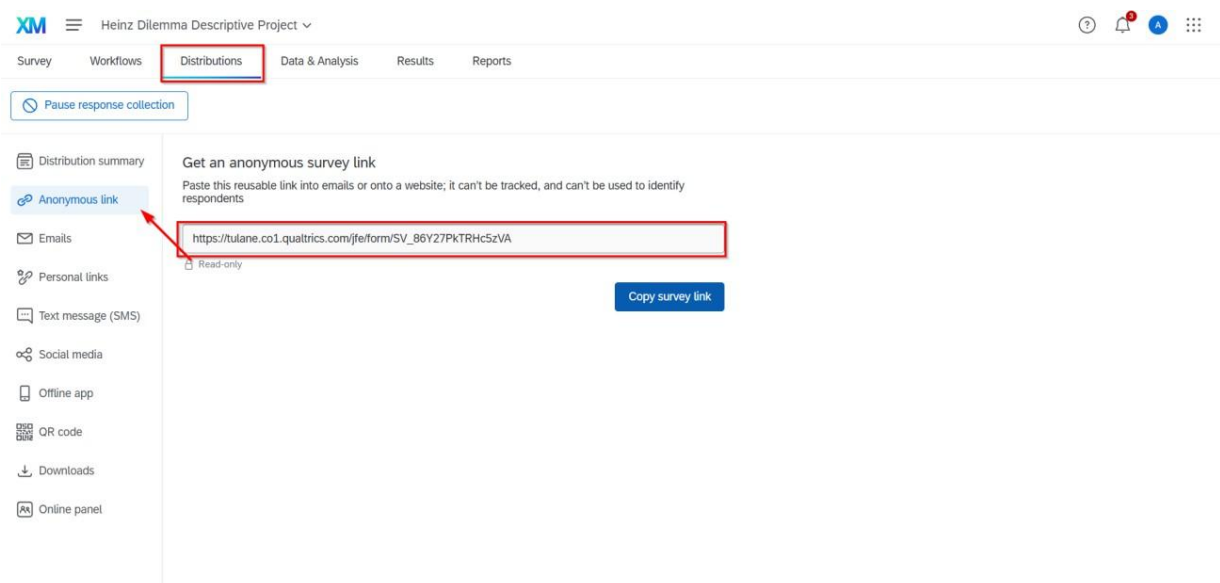 XM Heinz Dilemma Descriptive Project
? 3 A
Survey Workflows Distributions Data & Analysis Results Reports
Pause response collection
Distribution summary
Anonymous link
Emails
Personal links
Text message (SMS)
Social media
Offline app
QR code
Downloads
Online panel
Get an anonymous survey link
Paste this reusable link into emails or onto a website; it can't be tracked, and can't be used to identify
respondents
https://tulane.co1.qualtrics.com/jfe/form/SV_86Y27PkTRHc5zVA
Read-only
Copy survey link